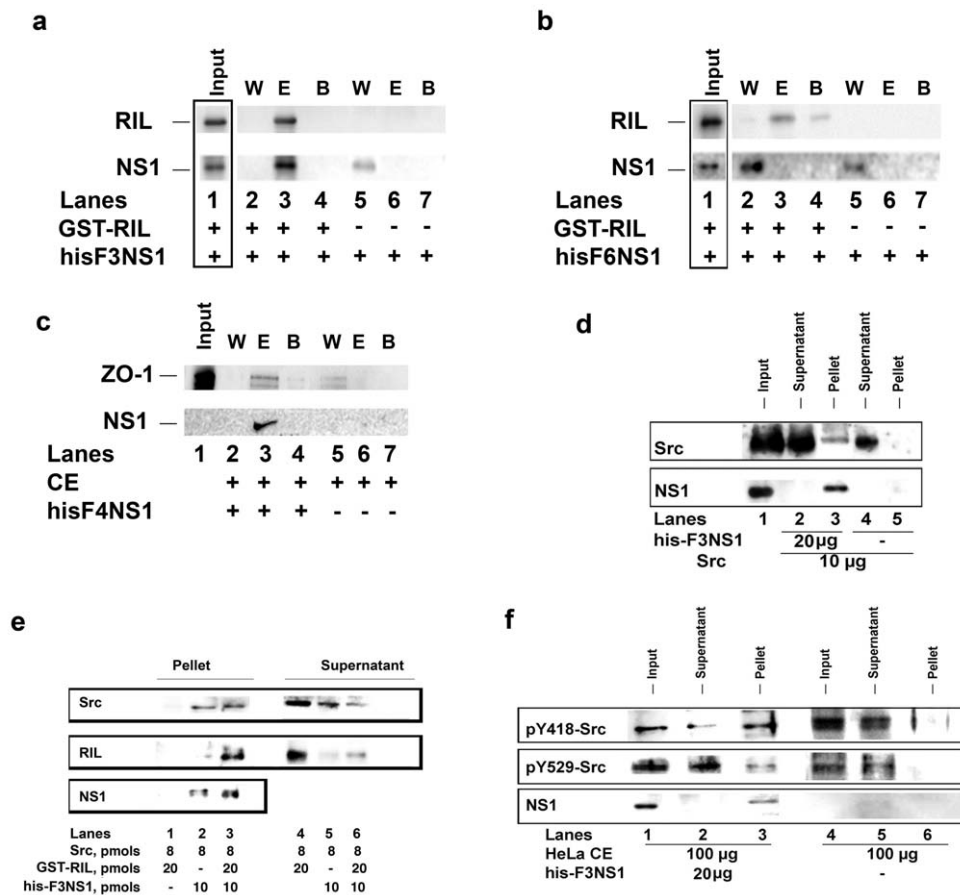 a
Input W E B W E B
RIL
NS1
Lanes 1 2 3 4 5 6 7
GST-RIL + + + + - - -
hisF3NS1 + + + + + + +
b
Input W E B W E B
RIL
NS1
Lanes 1 2 3 4 5 6 7
GST-RIL + + + + - - -
hisF6NS1 + + + + + + +
c
Input W E B W E B
ZO-1
NS1
Lanes 1 2 3 4 5 6 7
CE + + + + + +
hisF4NS1 + + + - - -
d
Input Supernatant Pellet Supernatant Pellet
Src
NS1
Lanes 1 2 3 4 5
his-F3NS1 20µg -
Src 10 µg
e
Pellet Supernatant
Src
RIL
NS1
Lanes 1 2 3 4 5 6
Src, pmols 8 8 8 8 8 8
GST-RIL, pmols 20 - 20 20 - 20
his-F3NS1, pmols - 10 10 - 10 10
f
Input Supernatant Pellet Input Supernatant Pellet
pY418-Src
pY529-Src
NS1
Lanes 1 2 3 4 5 6
HeLa CE 100 µg 100 µg
his-F3NS1 20µg -